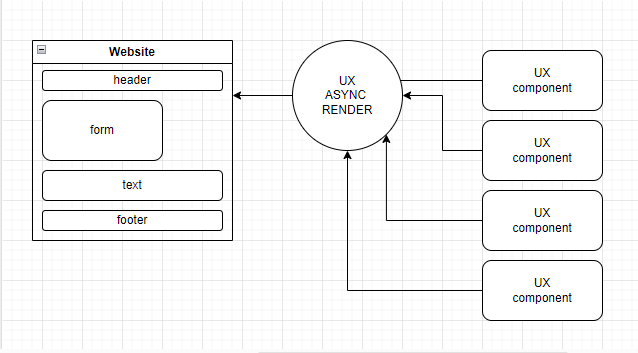 Website
header
form
text
footer
UX
ASYNC
RENDER
UX
component
UX
component
UX
component
UX
component